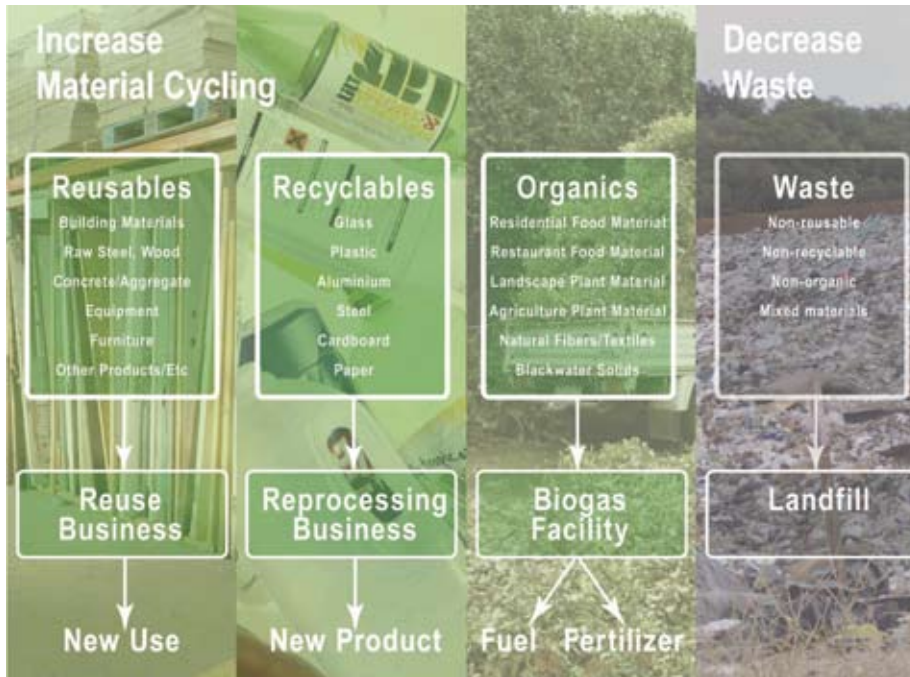 Increase
Material Cycling
Decrease
Waste
Reusables
Building Materials
Raw Steel, Wood
Concrete/Aggregate
Equipment
Furniture
Other Products/Etc
Reuse
Business
New Use
Recyclables
Glass
Plastic
Aluminium
Steel
Cardboard
Paper
Reprocessing
Business
New Product
Organics
Residential Food Material
Restaurant Food Material
Landscape Plant Material
Agriculture Plant Material
Natural Fibers/Textiles
Blackwater Solids
Biogas
Facility
Fuel Fertilizer
Waste
Non-reusable
Non-recyclable
Non-organic
Mixed materials
Landfill